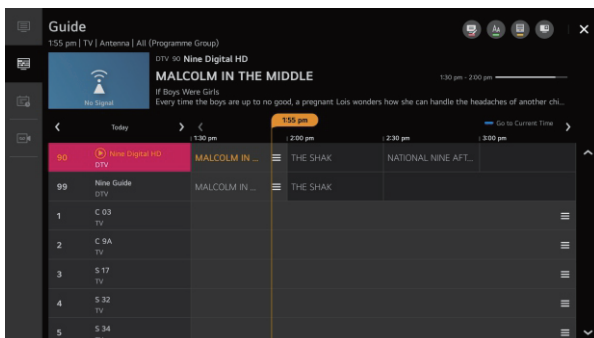 Guide
1:55 pm | TV | Antenna | All (Programme Group)
DTV 90 Nine Digital HD
MALCOLM IN THE MIDDLE
1:30 pm - 2:00 pm
If Boys Were Girls
Every time the boys are up to no good, a pregnant Lois wonders how she can handle the headaches of another chi...
No Signal
1:55 pm
Today
Go to Current Time
1:30 pm 2:00 pm 2:30 pm 3:00 pm
90 Nine Digital HD MALCOLM IN ... THE SHAK NATIONAL NINE AFT...
DTV
99 Nine Guide MALCOLM IN ... THE SHAK
DTV
1 C 03
TV
2 C 9A
TV
3 S 17
TV
4 S 32
TV
5 S 34